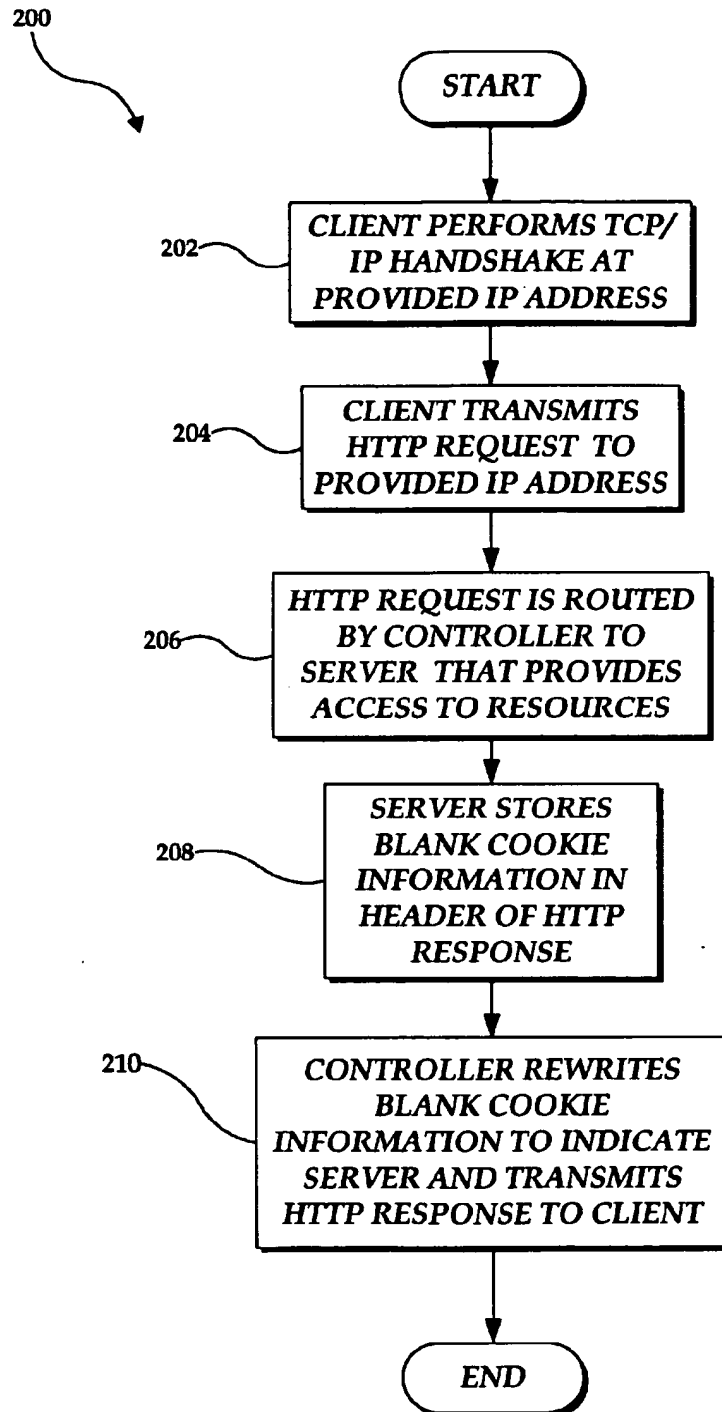 200
START
202
CLIENT PERFORMS TCP/
IP HANDSHAKE AT
PROVIDED IP ADDRESS
204
CLIENT TRANSMITS
HTTP REQUEST TO
PROVIDED IP ADDRESS
206
HTTP REQUEST IS ROUTED
BY CONTROLLER TO
SERVER THAT PROVIDES
ACCESS TO RESOURCES
208
SERVER STORES
BLANK COOKIE
INFORMATION IN
HEADER OF HTTP
RESPONSE
210
CONTROLLER REWRITES
BLANK COOKIE
INFORMATION TO INDICATE
SERVER AND TRANSMITS
HTTP RESPONSE TO CLIENT
END